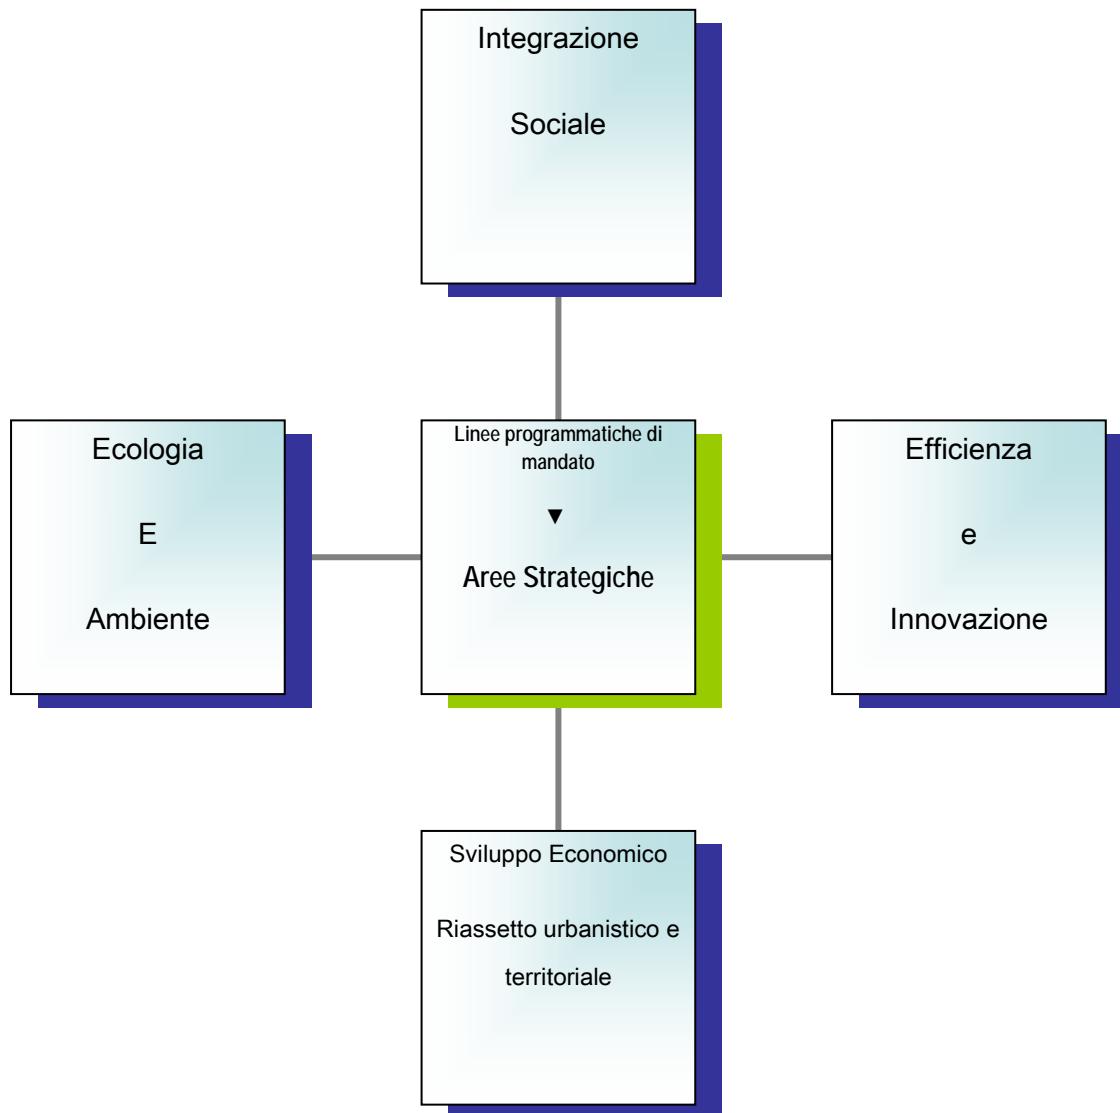 Integrazione
Sociale
Ecologia
E
Ambiente
Linee programmatiche di
mandato
▼
Aree Strategiche
Efficienza
e
Innovazione
Sviluppo Economico
Riassetto urbanistico e
territoriale